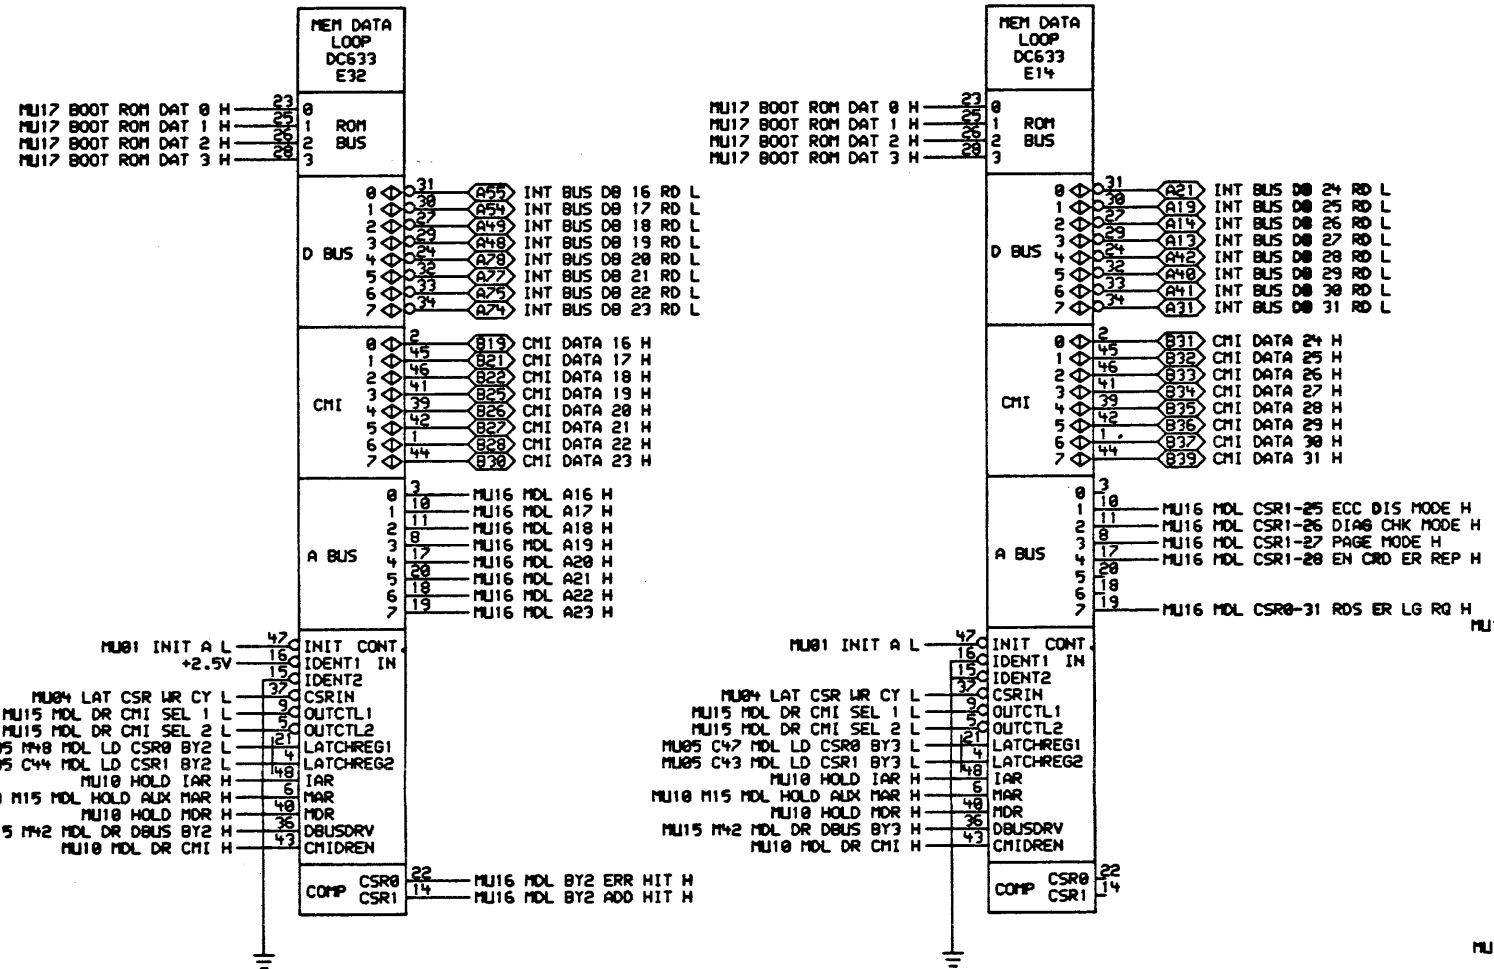 MEM DATA
LOOP
DC633
E32
MU17 BOOT ROM DAT 0 H 23 0
MU17 BOOT ROM DAT 1 H 25 1 ROM
MU17 BOOT ROM DAT 2 H 26 2 BUS
MU17 BOOT ROM DAT 3 H 28 3
D BUS
0 31 A55 INT BUS DB 16 RD L
1 30 A54 INT BUS DB 17 RD L
2 27 A49 INT BUS DB 18 RD L
3 29 A48 INT BUS DB 19 RD L
4 24 A78 INT BUS DB 20 RD L
5 32 A77 INT BUS DB 21 RD L
6 33 A75 INT BUS DB 22 RD L
7 34 A74 INT BUS DB 23 RD L
CMI
0 2 B19 CMI DATA 16 H
1 45 B21 CMI DATA 17 H
2 46 B22 CMI DATA 18 H
3 41 B25 CMI DATA 19 H
4 39 B26 CMI DATA 20 H
5 42 B27 CMI DATA 21 H
6 1 B28 CMI DATA 22 H
7 44 B30 CMI DATA 23 H
A BUS
0 3 MU16 MDL A16 H
1 10 MU16 MDL A17 H
2 11 MU16 MDL A18 H
3 8 MU16 MDL A19 H
4 17 MU16 MDL A20 H
5 20 MU16 MDL A21 H
6 18 MU16 MDL A22 H
7 19 MU16 MDL A23 H
MU01 INIT A L 47 INIT CONT
+2.5V 16 IDENT1 IN
15 IDENT2
MU04 LAT CSR WR CY L 37 CSRIN
MU15 MDL DR CMI SEL 1 L 9 OUTCTL1
MU15 MDL DR CMI SEL 2 L 5 OUTCTL2
05 M48 MDL LD CSR0 BY2 L 21 LATCHREG1
05 C44 MDL LD CSR1 BY2 L 4 LATCHREG2
MU10 HOLD IAR H 48 IAR
M15 MDL HOLD AUX MAR H 6 MAR
MU10 HOLD MDR H 40 MDR
5 M42 MDL DR DBUS BY2 H 36 DBUSDRV
MU10 MDL DR CMI H 43 CMIDREN
COMP
CSR0 22 MU16 MDL BY2 ERR HIT H
CSR1 14 MU16 MDL BY2 ADD HIT H
MEM DATA
LOOP
DC633
E14
MU17 BOOT ROM DAT 0 H 23 0
MU17 BOOT ROM DAT 1 H 25 1 ROM
MU17 BOOT ROM DAT 2 H 26 2 BUS
MU17 BOOT ROM DAT 3 H 28 3
D BUS
0 31 A21 INT BUS DB 24 RD L
1 30 A19 INT BUS DB 25 RD L
2 27 A14 INT BUS DB 26 RD L
3 29 A13 INT BUS DB 27 RD L
4 24 A42 INT BUS DB 28 RD L
5 32 A40 INT BUS DB 29 RD L
6 33 A41 INT BUS DB 30 RD L
7 34 A31 INT BUS DB 31 RD L
CMI
0 2 B31 CMI DATA 24 H
1 45 B32 CMI DATA 25 H
2 46 B33 CMI DATA 26 H
3 41 B34 CMI DATA 27 H
4 39 B35 CMI DATA 28 H
5 42 B36 CMI DATA 29 H
6 1 B37 CMI DATA 30 H
7 44 B39 CMI DATA 31 H
A BUS
0 3
1 10 MU16 MDL CSR1-25 ECC DIS MODE H
2 11 MU16 MDL CSR1-26 DIAG CHK MODE H
3 8 MU16 MDL CSR1-27 PAGE MODE H
4 17 MU16 MDL CSR1-28 EN CRD ER REP H
5 20
6 18
7 19 MU16 MDL CSR0-31 RDS ER LG RQ H
MU01 INIT A L 47 INIT CONT
16 IDENT1 IN
15 IDENT2
MU04 LAT CSR WR CY L 37 CSRIN
MU15 MDL DR CMI SEL 1 L 9 OUTCTL1
MU15 MDL DR CMI SEL 2 L 5 OUTCTL2
MU05 C47 MDL LD CSR0 BY3 L 21 LATCHREG1
MU05 C43 MDL LD CSR1 BY3 L 4 LATCHREG2
MU10 HOLD IAR H 48 IAR
MU10 M15 MDL HOLD AUX MAR H 6 MAR
MU10 HOLD MDR H 40 MDR
MU15 M42 MDL DR DBUS BY3 H 36 DBUSDRV
MU10 MDL DR CMI H 43 CMIDREN
COMP
CSR0 22
CSR1 14
MU
MU